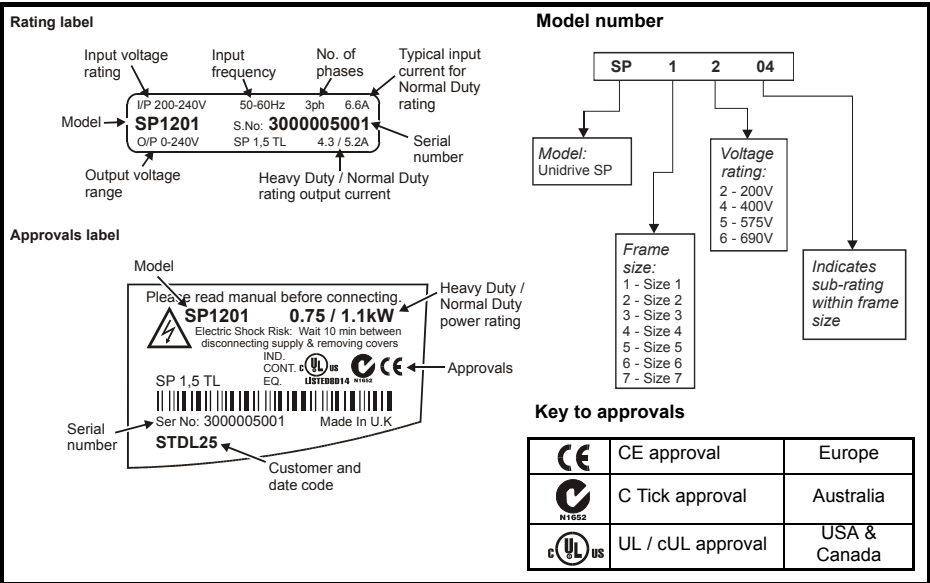 Rating label
Input voltage
rating
Input
frequency
No. of
phases
Typical input
current for
Normal Duty
rating
I/P 200-240V 50-60Hz 3ph 6.6A
Model
SP1201 S.No: 3000005001
O/P 0-240V SP 1,5 TL 4.3 / 5.2A
Serial
number
Output voltage
range
Heavy Duty / Normal Duty
rating output current
Approvals label
Model
Please read manual before connecting.
SP1201 0.75 / 1.1kW
Electric Shock Risk: Wait 10 min between
disconnecting supply & removing covers
Heavy Duty /
Normal Duty
power rating
IND.
CONT.
EQ.
C UL US
LISTED8D14
N1652
CE
Approvals
SP 1,5 TL
Ser No: 3000005001 Made In U.K
Serial
number
STDL25
Customer and
date code
Model number
SP 1 2 04
Model:
Unidrive SP
Frame
size:
1 - Size 1
2 - Size 2
3 - Size 3
4 - Size 4
5 - Size 5
6 - Size 6
7 - Size 7
Voltage
rating:
2 - 200V
4 - 400V
5 - 575V
6 - 690V
Indicates
sub-rating
within frame
size
Key to approvals
CE CE approval Europe
N1652 C Tick approval Australia
C UL US UL / cUL approval USA &
Canada